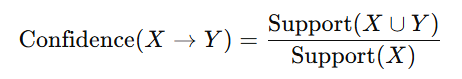 Confidence(X → Y) = Support(X ∪ Y) / Support(X)